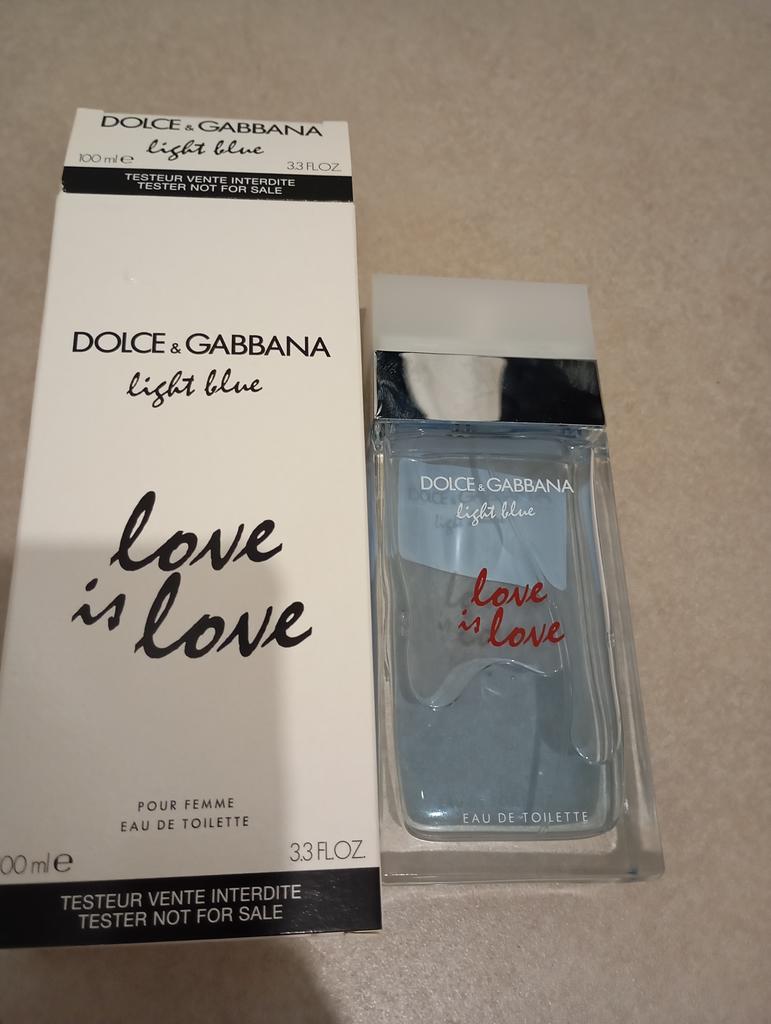 DOLCE & GABBANA
light blue
100 ml e
3.3 FL.OZ.
TESTEUR VENTE INTERDITE
TESTER NOT FOR SALE
DOLCE & GABBANA
light blue
love
is love
POUR FEMME
EAU DE TOILETTE
00 ml e
3.3 FL.OZ.
TESTEUR VENTE INTERDITE
TESTER NOT FOR SALE
DOLCE & GABBANA
light blue
love
is love
EAU DE TOILETTE